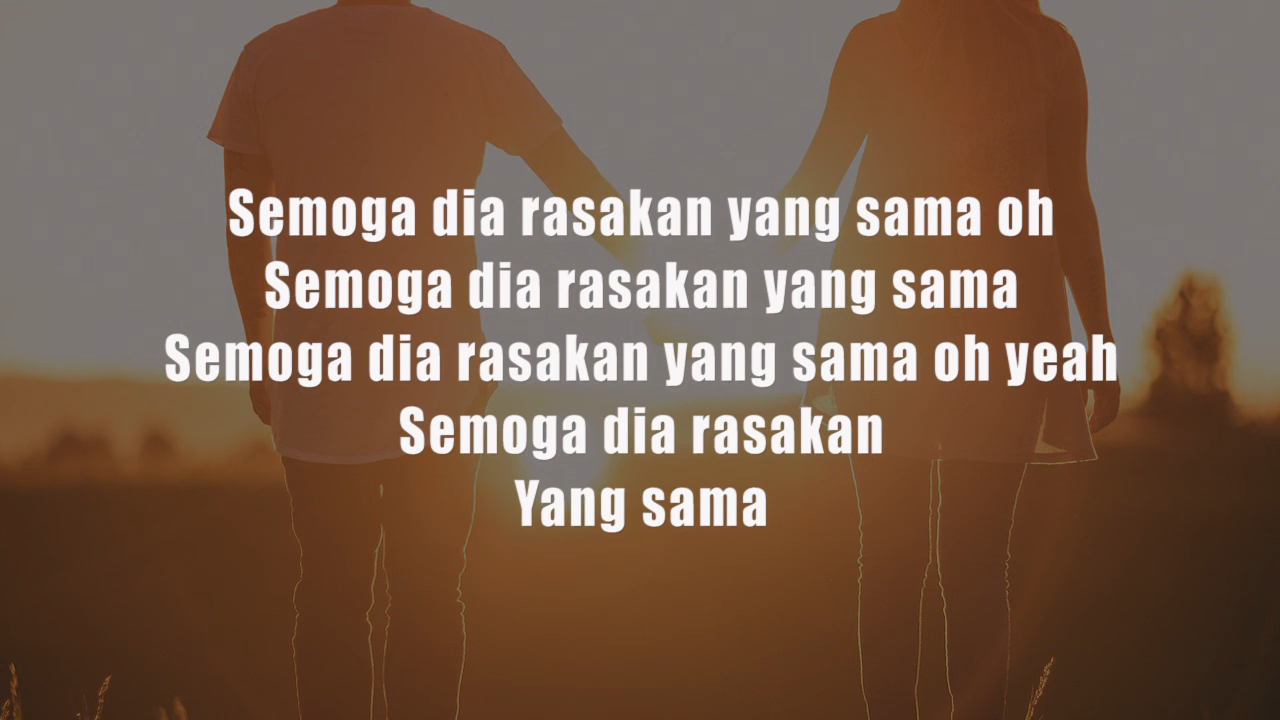 Semoga dia rasakan yang sama oh
Semoga dia rasakan yang sama
Semoga dia rasakan yang sama oh yeah
Semoga dia rasakan
Yang sama